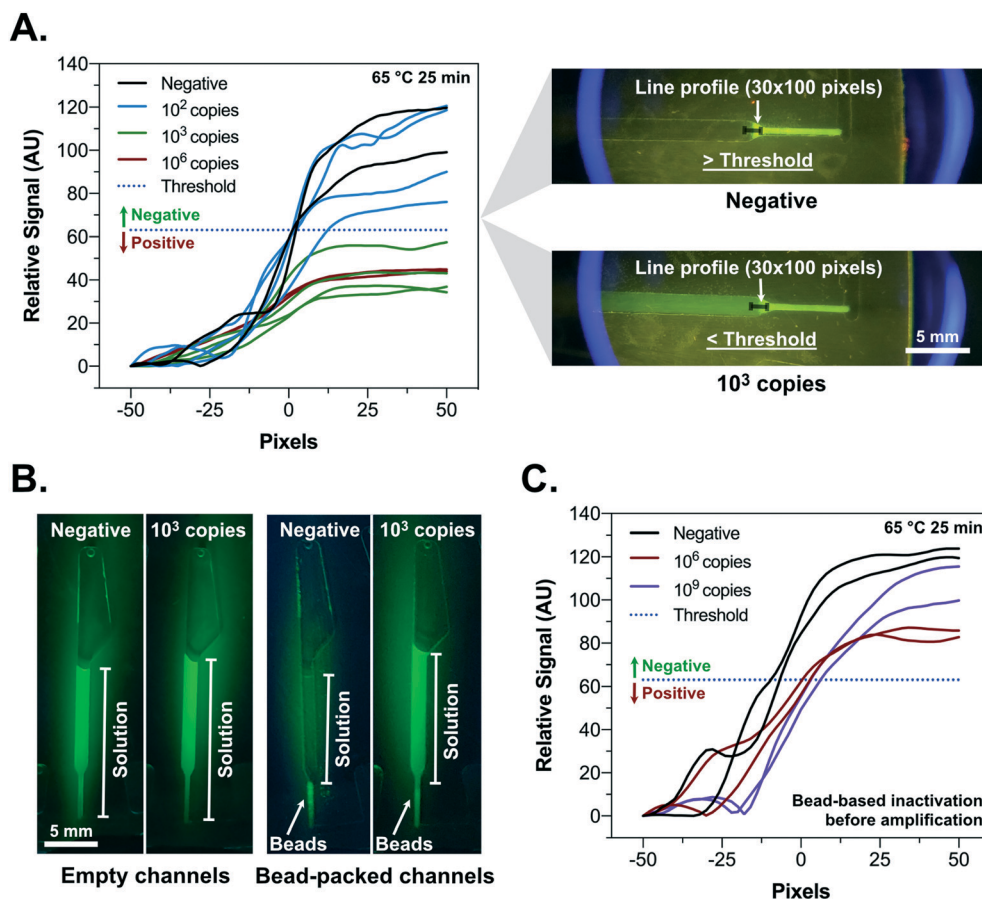 A.
140
120
100
80
60
40
20
0
Relative Signal (AU)
-50
-25
0
25
50
Pixels
65 °C 25 min
Negative
10² copies
10³ copies
10⁶ copies
Threshold
Negative
Positive
Line profile (30x100 pixels)
> Threshold
Negative
Line profile (30x100 pixels)
< Threshold
5 mm
10³ copies
B.
Negative
10³ copies
Negative
10³ copies
Solution
Solution
Solution
Solution
5 mm
Beads
Beads
Empty channels
Bead-packed channels
C.
140
120
100
80
60
40
20
0
Relative Signal (AU)
-50
-25
0
25
50
Pixels
65 °C 25 min
Negative
10⁶ copies
10⁹ copies
Threshold
Negative
Positive
Bead-based inactivation
before amplification